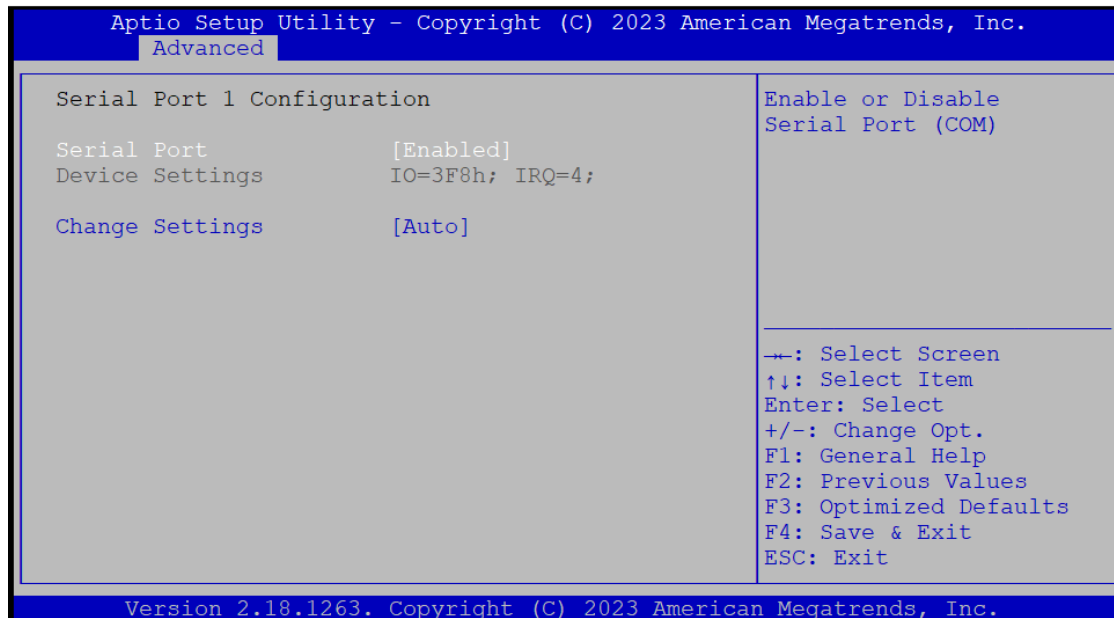 Aptio Setup Utility – Copyright (C) 2023 American Megatrends, Inc.
Advanced
Serial Port 1 Configuration
Serial Port [Enabled]
Device Settings IO=3F8h; IRQ=4;
Change Settings [Auto]
Enable or Disable
Serial Port (COM)
→←: Select Screen
↑↓: Select Item
Enter: Select
+/-: Change Opt.
F1: General Help
F2: Previous Values
F3: Optimized Defaults
F4: Save & Exit
ESC: Exit
Version 2.18.1263. Copyright (C) 2023 American Megatrends, Inc.